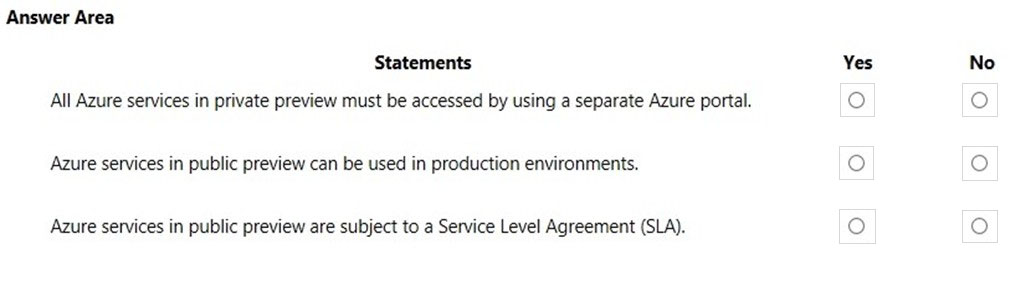 Answer Area
Statements Yes No
All Azure services in private preview must be accessed by using a separate Azure portal.
Azure services in public preview can be used in production environments.
Azure services in public preview are subject to a Service Level Agreement (SLA).